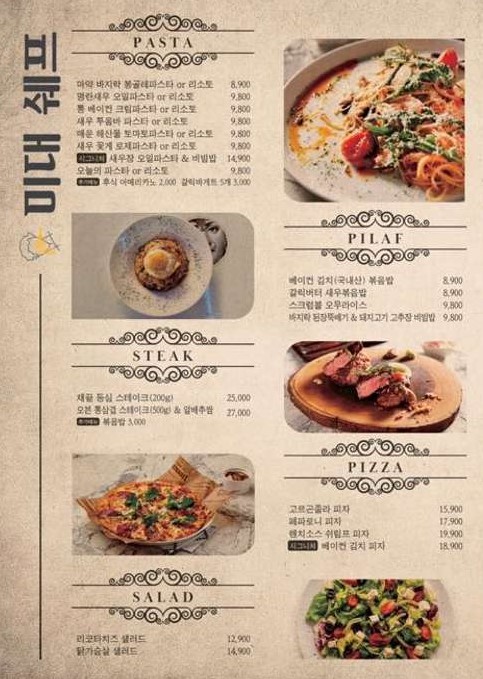 미대 쉐프
PASTA
마약 바지락 봉골레파스타 or 리소토 8,900
명란새우 오일파스타 or 리소토 9,800
통 베이컨 크림파스타 or 리소토 9,800
새우 투움바 파스타 or 리소토 9,800
매운 해산물 토마토파스타 or 리소토 9,800
새우 꽃게 로제파스타 or 리소토 9,800
시그니처 새우장 오일파스타 & 비빔밥 14,900
오늘의 파스타 or 리소토 9,800
추가메뉴 후식 아메리카노 2,000 갈릭바게트 5개 3,000
STEAK
채끝 등심 스테이크(200g) 25,000
오븐 통삼겹 스테이크(500g) & 알배추쌈 27,000
추가메뉴 볶음밥 3,000
SALAD
리코타치즈 샐러드 12,900
닭가슴살 샐러드 14,900
PILAF
베이컨 김치(국내산) 볶음밥 8,900
갈릭버터 새우볶음밥 8,900
스크럼블 오무라이스 9,800
바지락 된장뚝배기 & 돼지고기 고추장 비빔밥 9,800
PIZZA
고르곤졸라 피자 15,900
페파로니 피자 17,900
랜치소스 쉬림프 피자 19,900
시그니처 베이컨 김치 피자 18,900